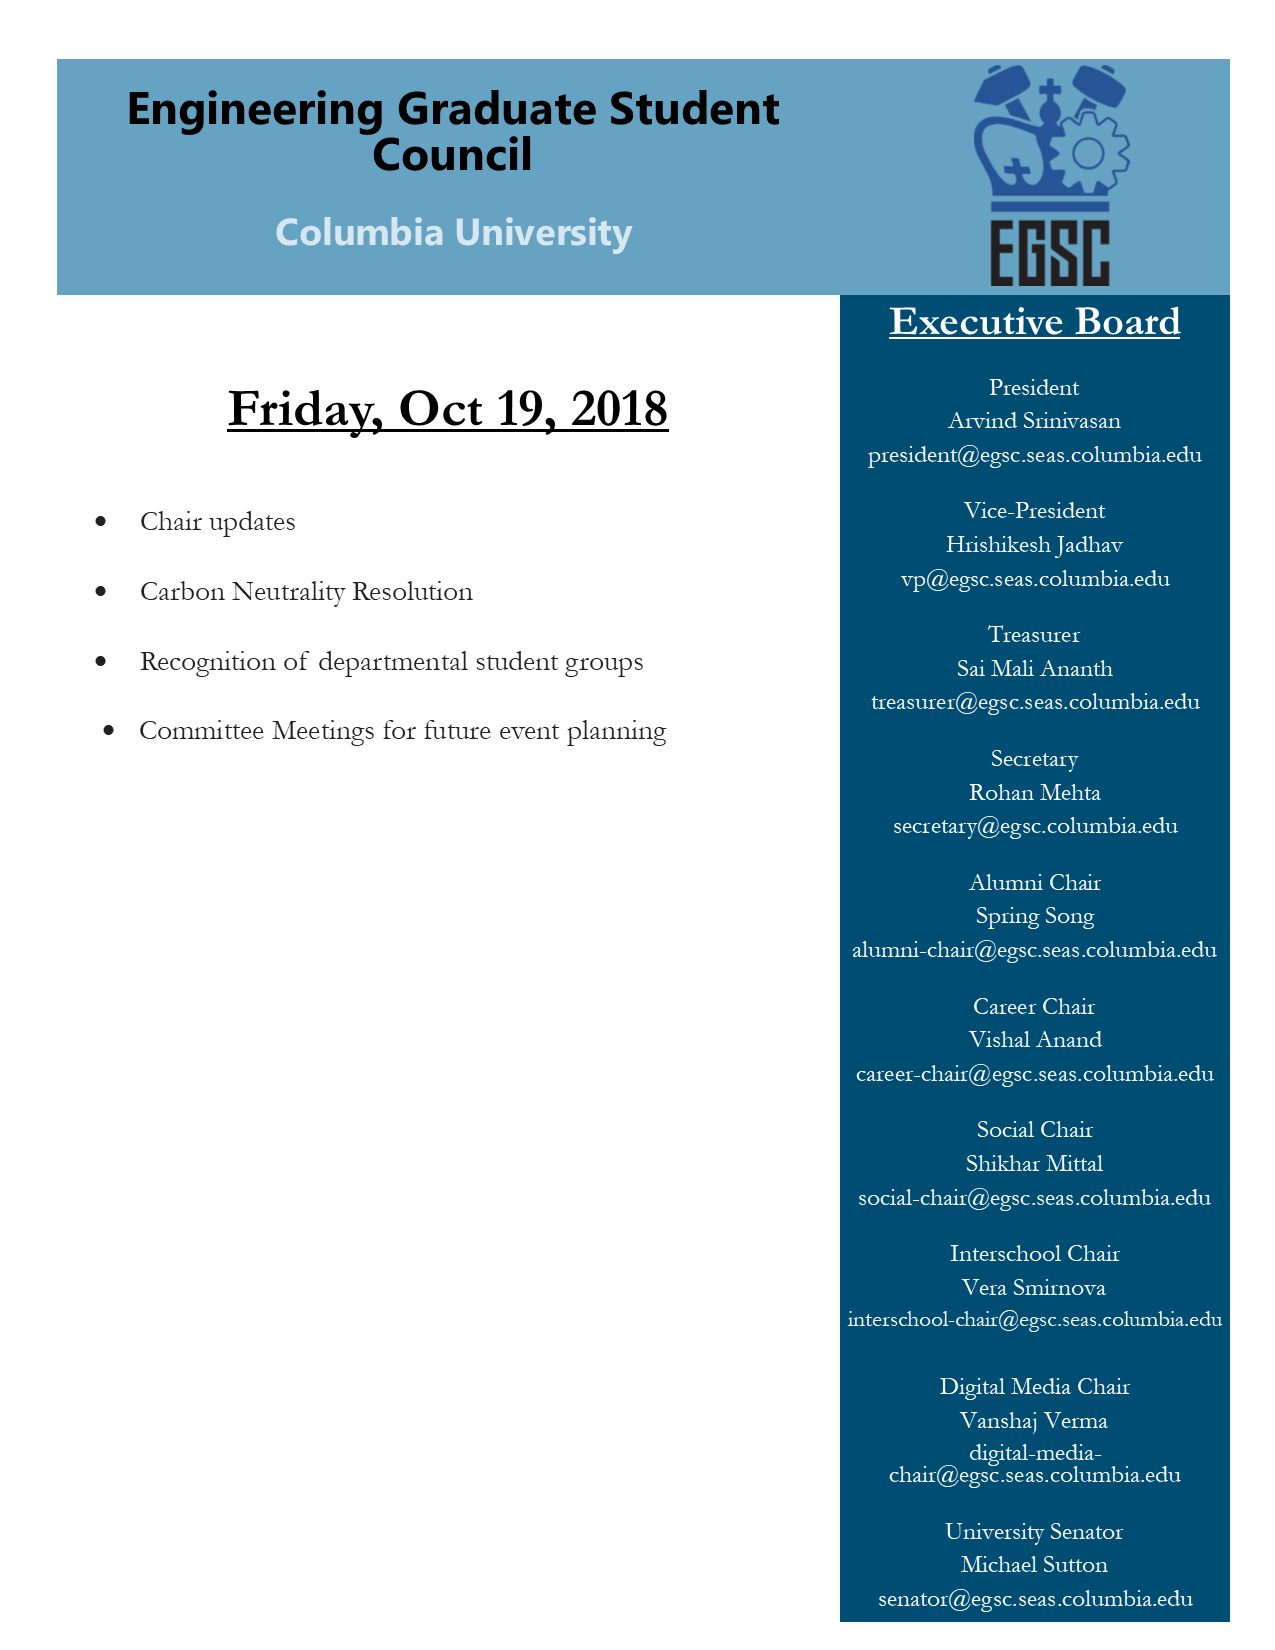 Engineering Graduate Student
Council
Columbia University
EGSC
Friday, Oct 19, 2018
• Chair updates
• Carbon Neutrality Resolution
• Recognition of departmental student groups
• Committee Meetings for future event planning
Executive Board
President
Arvind Srinivasan
president@egsc.seas.columbia.edu
Vice-President
Hrishikesh Jadhav
vp@egsc.seas.columbia.edu
Treasurer
Sai Mali Ananth
treasurer@egsc.seas.columbia.edu
Secretary
Rohan Mehta
secretary@egsc.columbia.edu
Alumni Chair
Spring Song
alumni-chair@egsc.seas.columbia.edu
Career Chair
Vishal Anand
career-chair@egsc.seas.columbia.edu
Social Chair
Shikhar Mittal
social-chair@egsc.seas.columbia.edu
Interschool Chair
Vera Smirnova
interschool-chair@egsc.seas.columbia.edu
Digital Media Chair
Vanshaj Verma
digital-media-
chair@egsc.seas.columbia.edu
University Senator
Michael Sutton
senator@egsc.seas.columbia.edu